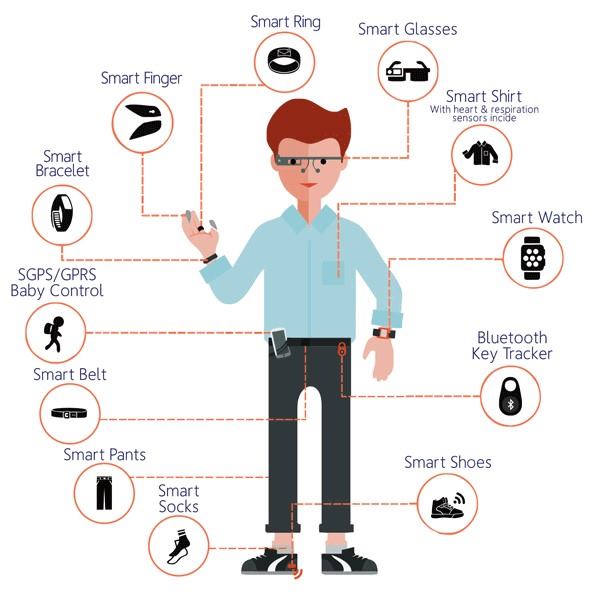 Smart Ring
Smart Glasses
Smart Finger
Smart Shirt
With heart & respiration
sensors incide
Smart
Bracelet
Smart Watch
SGPS/GPRS
Baby Control
Bluetooth
Key Tracker
Smart Belt
Smart Pants
Smart Shoes
Smart
Socks